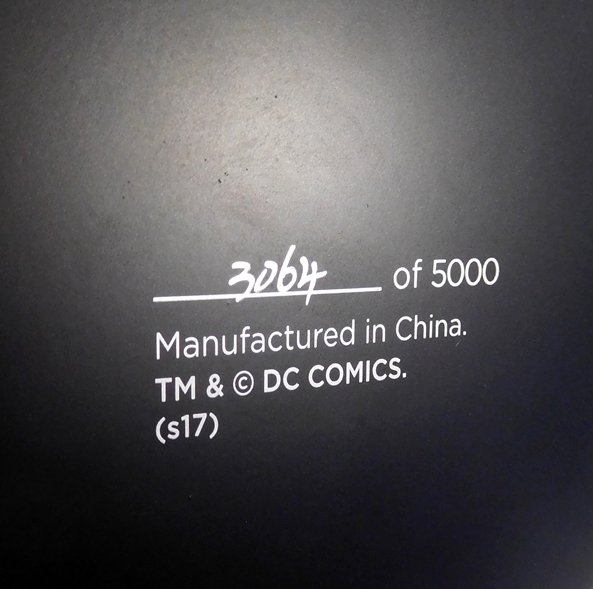 3064 of 5000
Manufactured in China.
TM & © DC COMICS.
(s17)